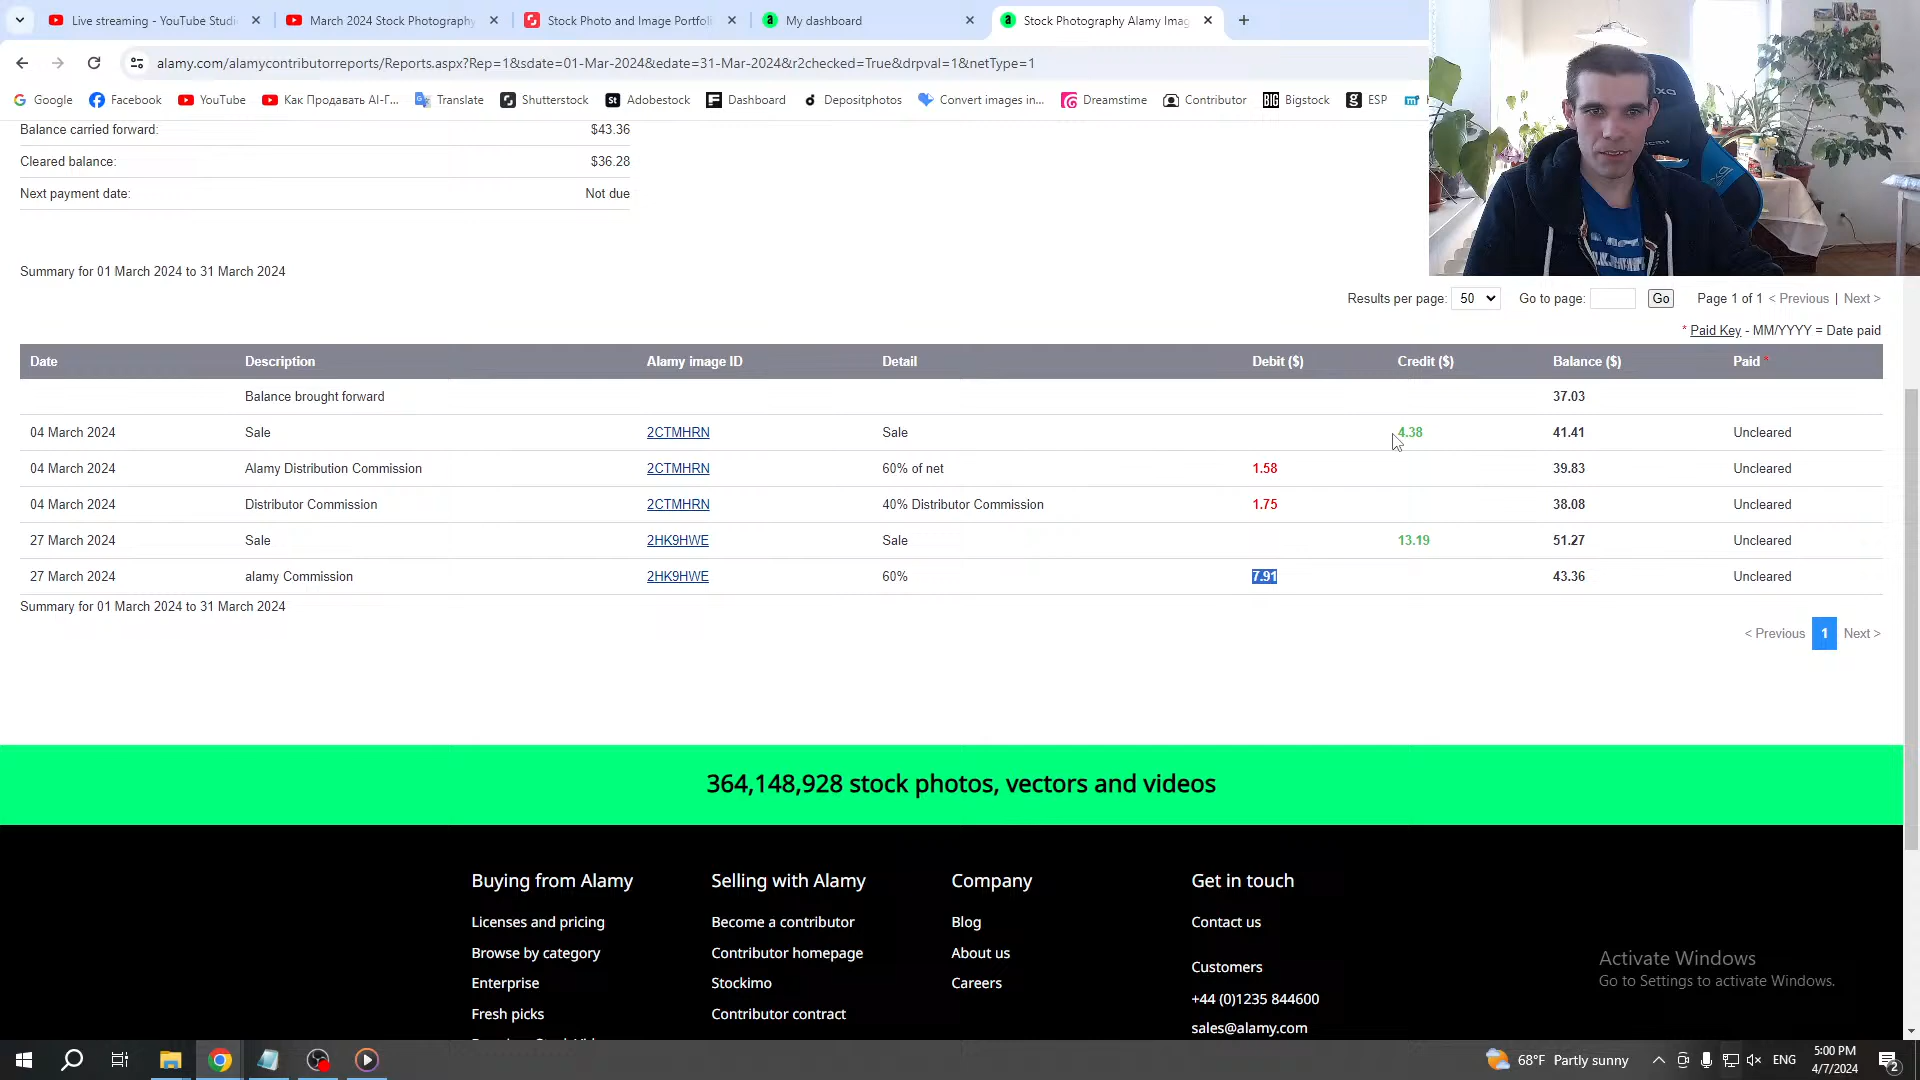 Live streaming - YouTube Studi
March 2024 Stock Photography
Stock Photo and Image Portfoli
My dashboard
Stock Photography Alamy Imag
alamy.com/alamycontributorreports/Reports.aspx?Rep=1&sdate=01-Mar-2024&edate=31-Mar-2024&r2checked=True&drpval=1&netType=1
Google Facebook YouTube Как Продавать AI-Г... Translate Shutterstock Adobestock Dashboard Depositphotos Convert images in... Dreamstime Contributor Bigstock ESP
Balance carried forward: $43.36
Cleared balance: $36.28
Next payment date: Not due
Summary for 01 March 2024 to 31 March 2024
Results per page: 50 Go to page: Go Page 1 of 1 < Previous | Next >
* Paid Key - MM/YYYY = Date paid
Date Description Alamy image ID Detail Debit ($) Credit ($) Balance ($) Paid *
Balance brought forward 37.03
04 March 2024 Sale 2CTMHRN Sale 4.38 41.41 Uncleared
04 March 2024 Alamy Distribution Commission 2CTMHRN 60% of net 1.58 39.83 Uncleared
04 March 2024 Distributor Commission 2CTMHRN 40% Distributor Commission 1.75 38.08 Uncleared
27 March 2024 Sale 2HK9HWE Sale 13.19 51.27 Uncleared
27 March 2024 alamy Commission 2HK9HWE 60% 7.91 43.36 Uncleared
Summary for 01 March 2024 to 31 March 2024
< Previous 1 Next >
364,148,928 stock photos, vectors and videos
Buying from Alamy Selling with Alamy Company Get in touch
Licenses and pricing Become a contributor Blog Contact us
Browse by category Contributor homepage About us
Customers
Enterprise Stockimo Careers
+44 (0)1235 844600
Fresh picks Contributor contract
sales@alamy.com
Activate Windows
Go to Settings to activate Windows.
68°F Partly sunny ENG
5:00 PM
4/7/2024
2